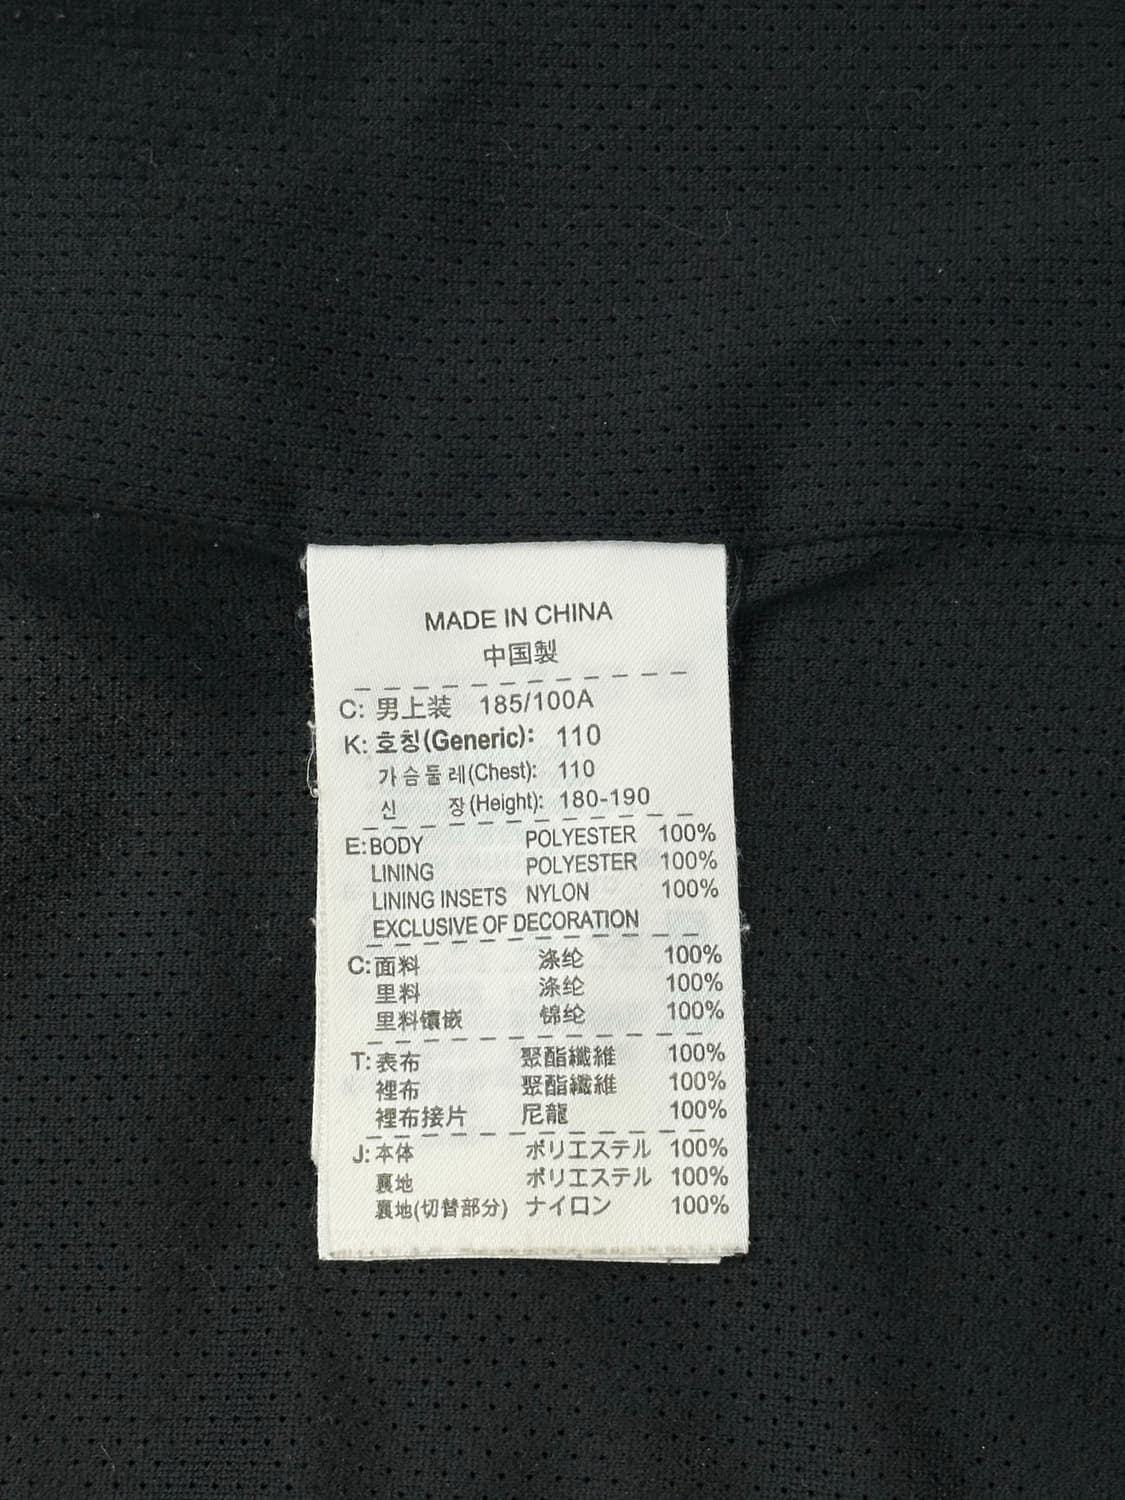 MADE IN CHINA
中国製
C: 男上装 185/100A
K: 호칭(Generic): 110
가슴둘레(Chest): 110
신 장(Height): 180-190
E: BODY POLYESTER 100%
LINING POLYESTER 100%
LINING INSETS NYLON 100%
EXCLUSIVE OF DECORATION
C: 面料 涤纶 100%
里料 涤纶 100%
里料镶嵌 锦纶 100%
T: 表布 聚酯纖維 100%
裡布 聚酯纖維 100%
裡布接片 尼龍 100%
J: 本体 ポリエステル 100%
裏地 ポリエステル 100%
裏地(切替部分) ナイロン 100%